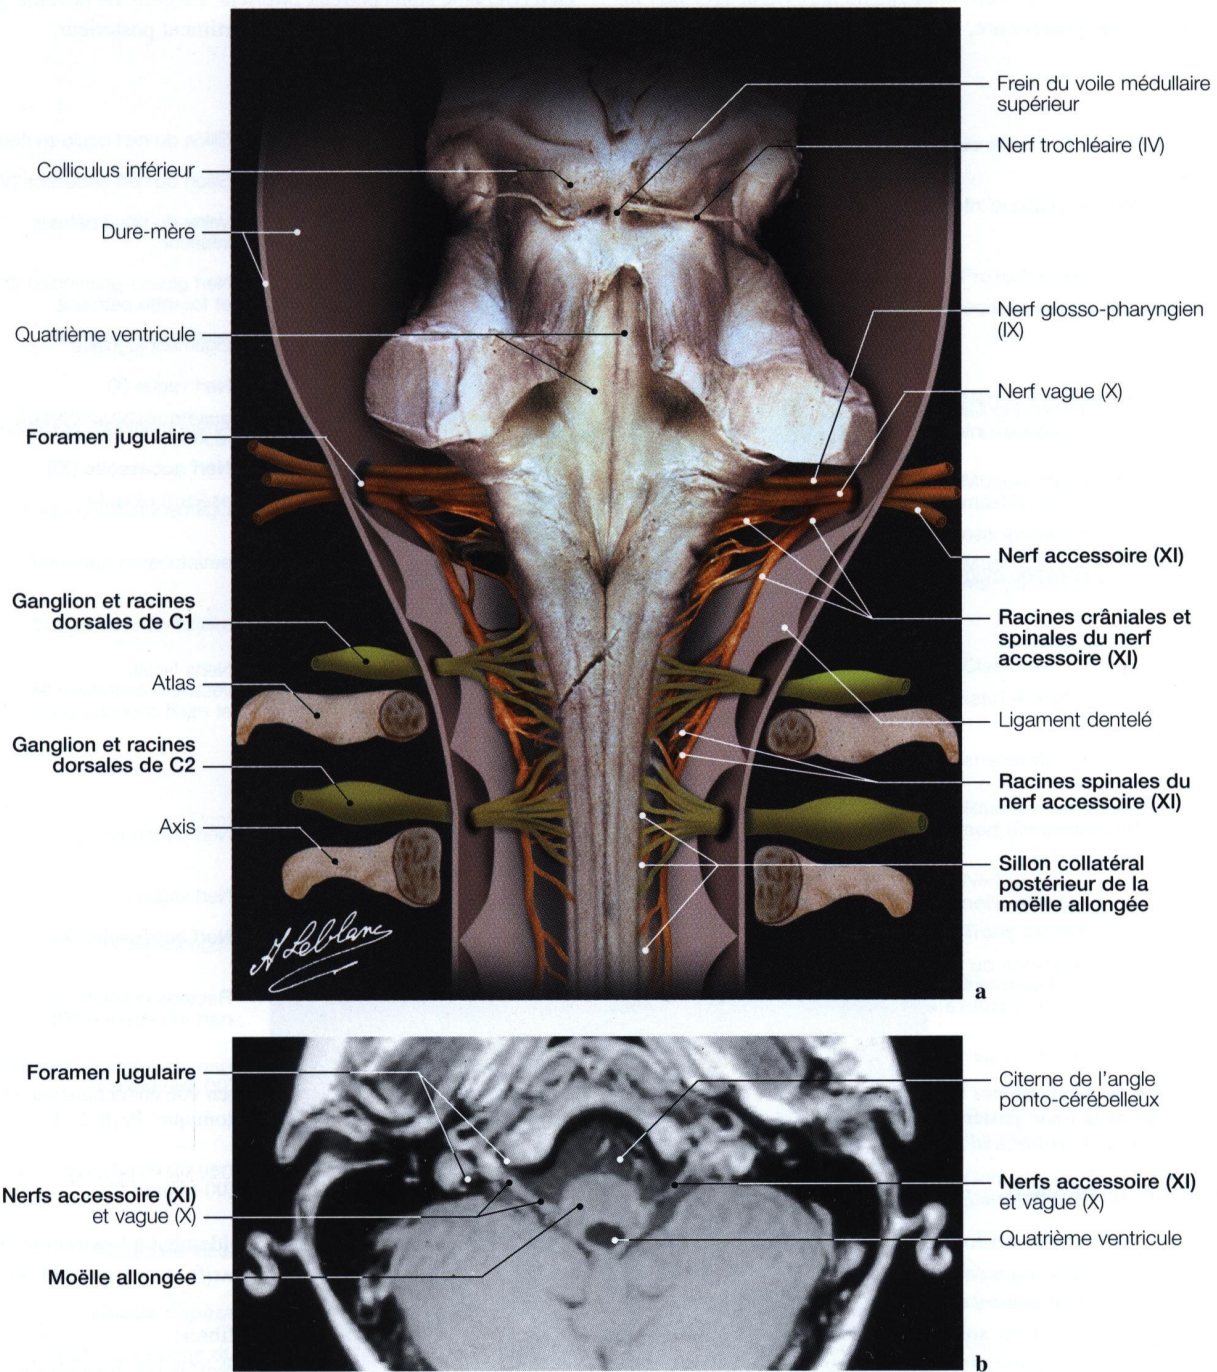 Frein du voile médullaire
supérieur
Nerf trochléaire (IV)
Colliculus inférieur
Dure-mère
Nerf glosso-pharyngien
(IX)
Quatrième ventricule
Nerf vague (X)
Foramen jugulaire
Nerf accessoire (XI)
Ganglion et racines
dorsales de C1
Racines crâniales et
spinales du nerf
accessoire (XI)
Atlas
Ligament dentelé
Ganglion et racines
dorsales de C2
Racines spinales du
nerf accessoire (XI)
Axis
Sillon collatéral
postérieur de la
moëlle allongée
A Leblanc
a
Foramen jugulaire
Citerne de l'angle
ponto-cérébelleux
Nerfs accessoire (XI)
et vague (X)
Nerfs accessoire (XI)
et vague (X)
Quatrième ventricule
Moëlle allongée
b